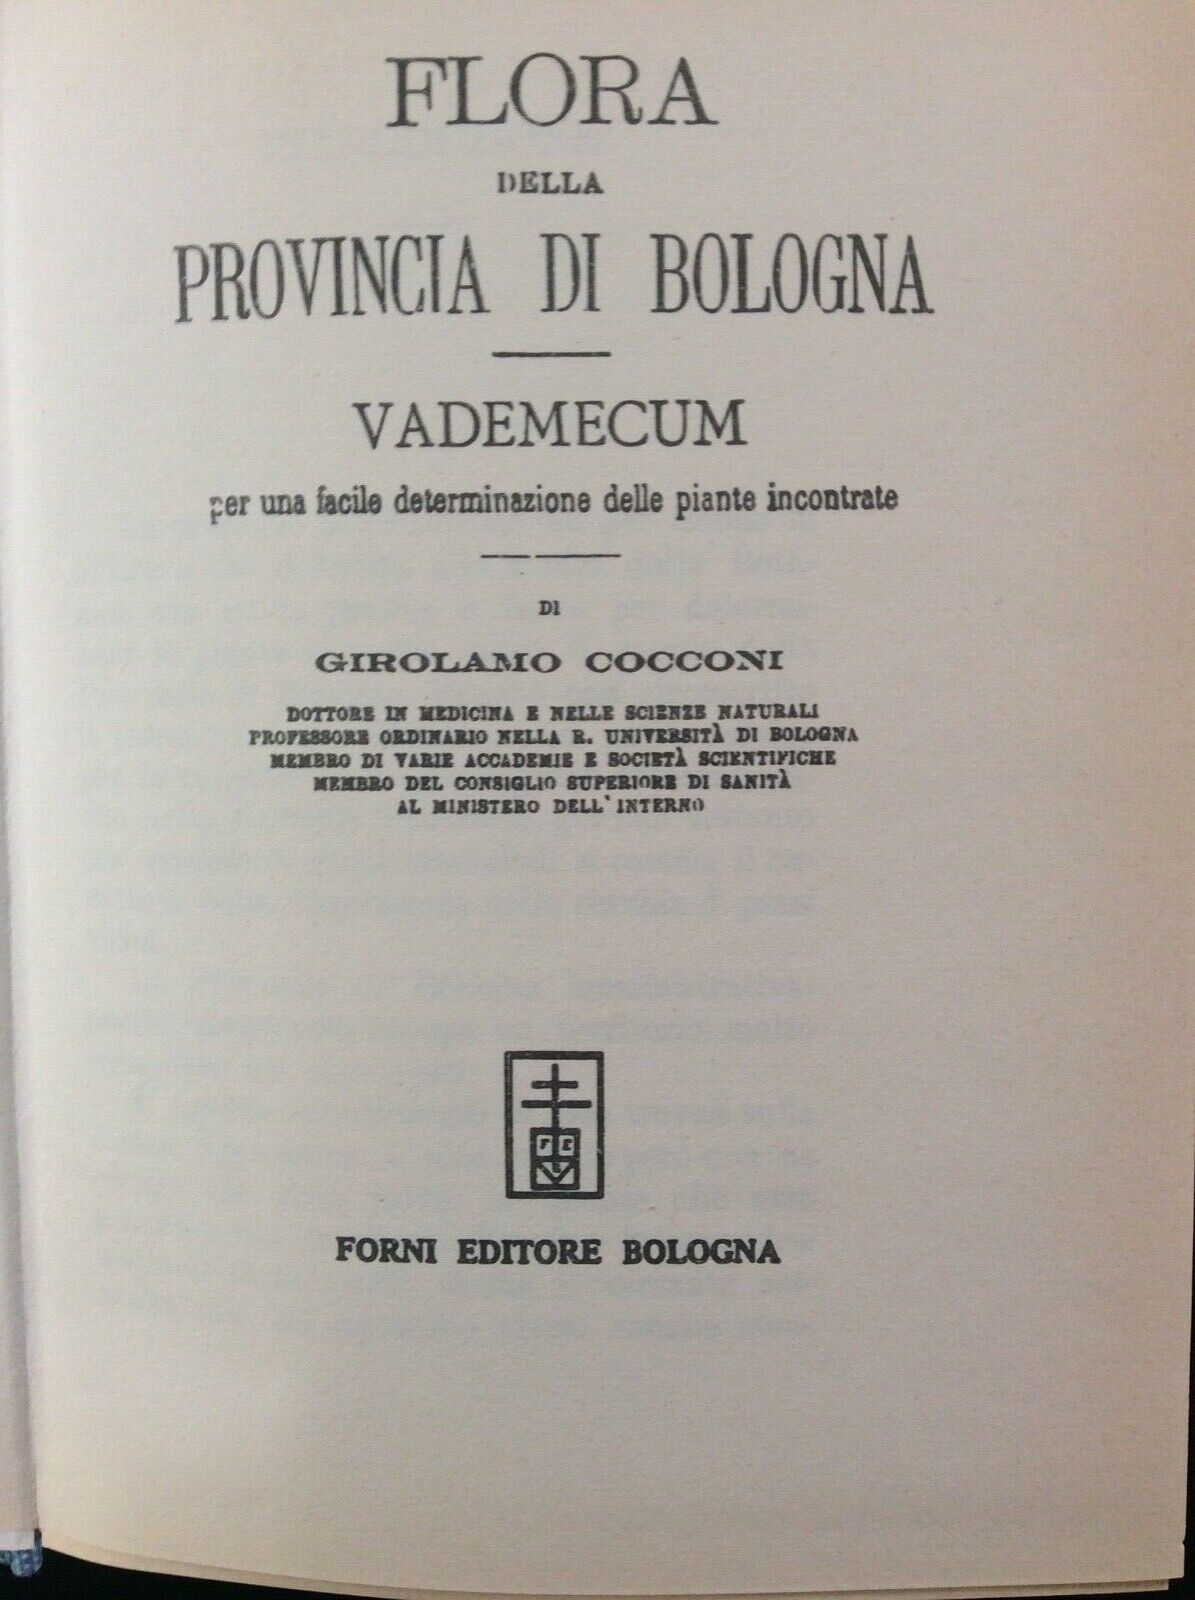 FLORA
DELLA
PROVINCIA DI BOLOGNA
VADEMECUM
per una facile determinazione delle piante incontrate
DI
GIROLAMO COCCONI
DOTTORE IN MEDICINA E NELLE SCIENZE NATURALI
PROFESSORE ORDINARIO NELLA R. UNIVERSITÀ DI BOLOGNA
MEMBRO DI VARIE ACCADEMIE E SOCIETÀ SCIENTIFICHE
MEMBRO DEL CONSIGLIO SUPERIORE DI SANITÀ
AL MINISTERO DELL' INTERNO
FORNI EDITORE BOLOGNA